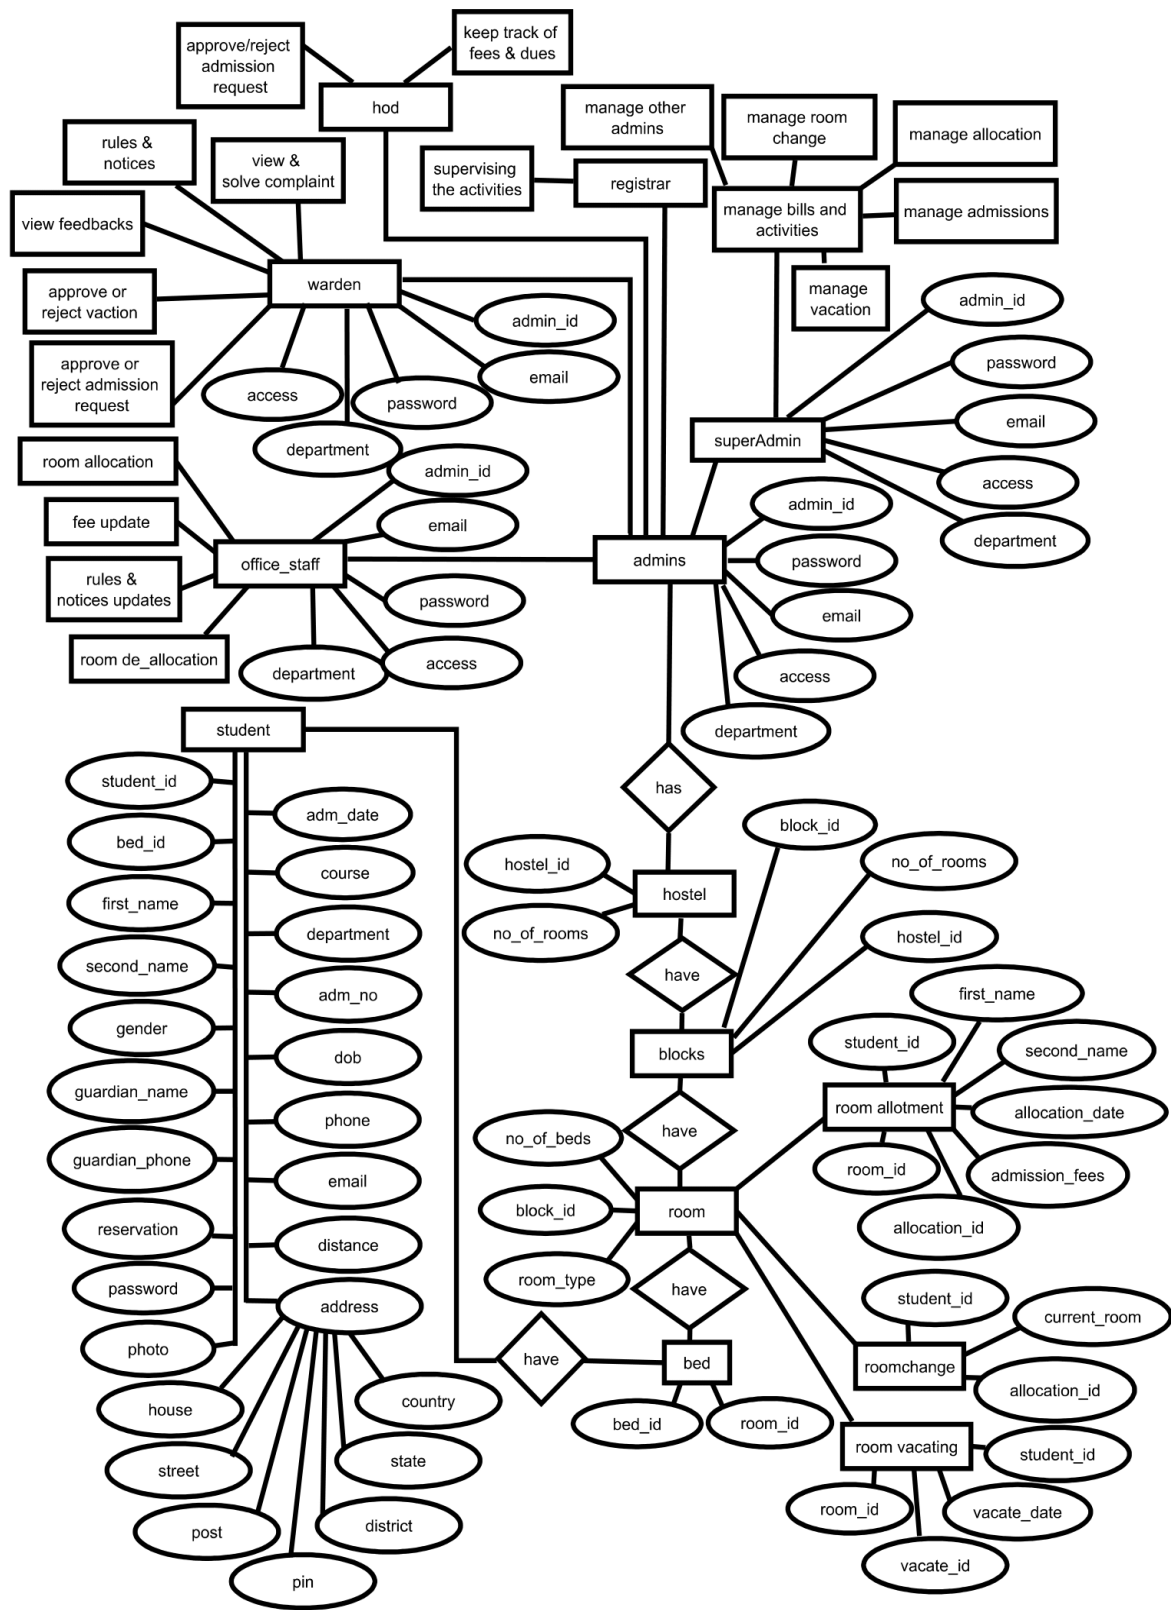 approve/reject
admission
request
keep track of
fees & dues
hod
manage other
admins
manage room
change
manage allocation
rules &
notices
view &
solve complaint
supervising
the activities
registrar
manage bills and
activities
manage admissions
view feedbacks
manage
vacation
warden
approve or
reject vaction
admin_id
admin_id
approve or
reject admission
request
access
password
email
password
department
email
superAdmin
room allocation
admin_id
access
fee update
email
admin_id
department
office_staff
admins
password
rules &
notices updates
password
email
room de_allocation
department
access
access
department
student
has
student_id
adm_date
block_id
bed_id
course
hostel_id
hostel
no_of_rooms
first_name
department
no_of_rooms
hostel_id
second_name
adm_no
have
first_name
gender
dob
blocks
student_id
second_name
guardian_name
phone
no_of_beds
have
room allotment
allocation_date
guardian_phone
email
room_id
admission_fees
reservation
distance
block_id
room
allocation_id
password
address
room_type
have
student_id
current_room
photo
have
bed
roomchange
allocation_id
house
country
bed_id
room_id
room vacating
student_id
street
state
room_id
vacate_date
post
district
vacate_id
pin